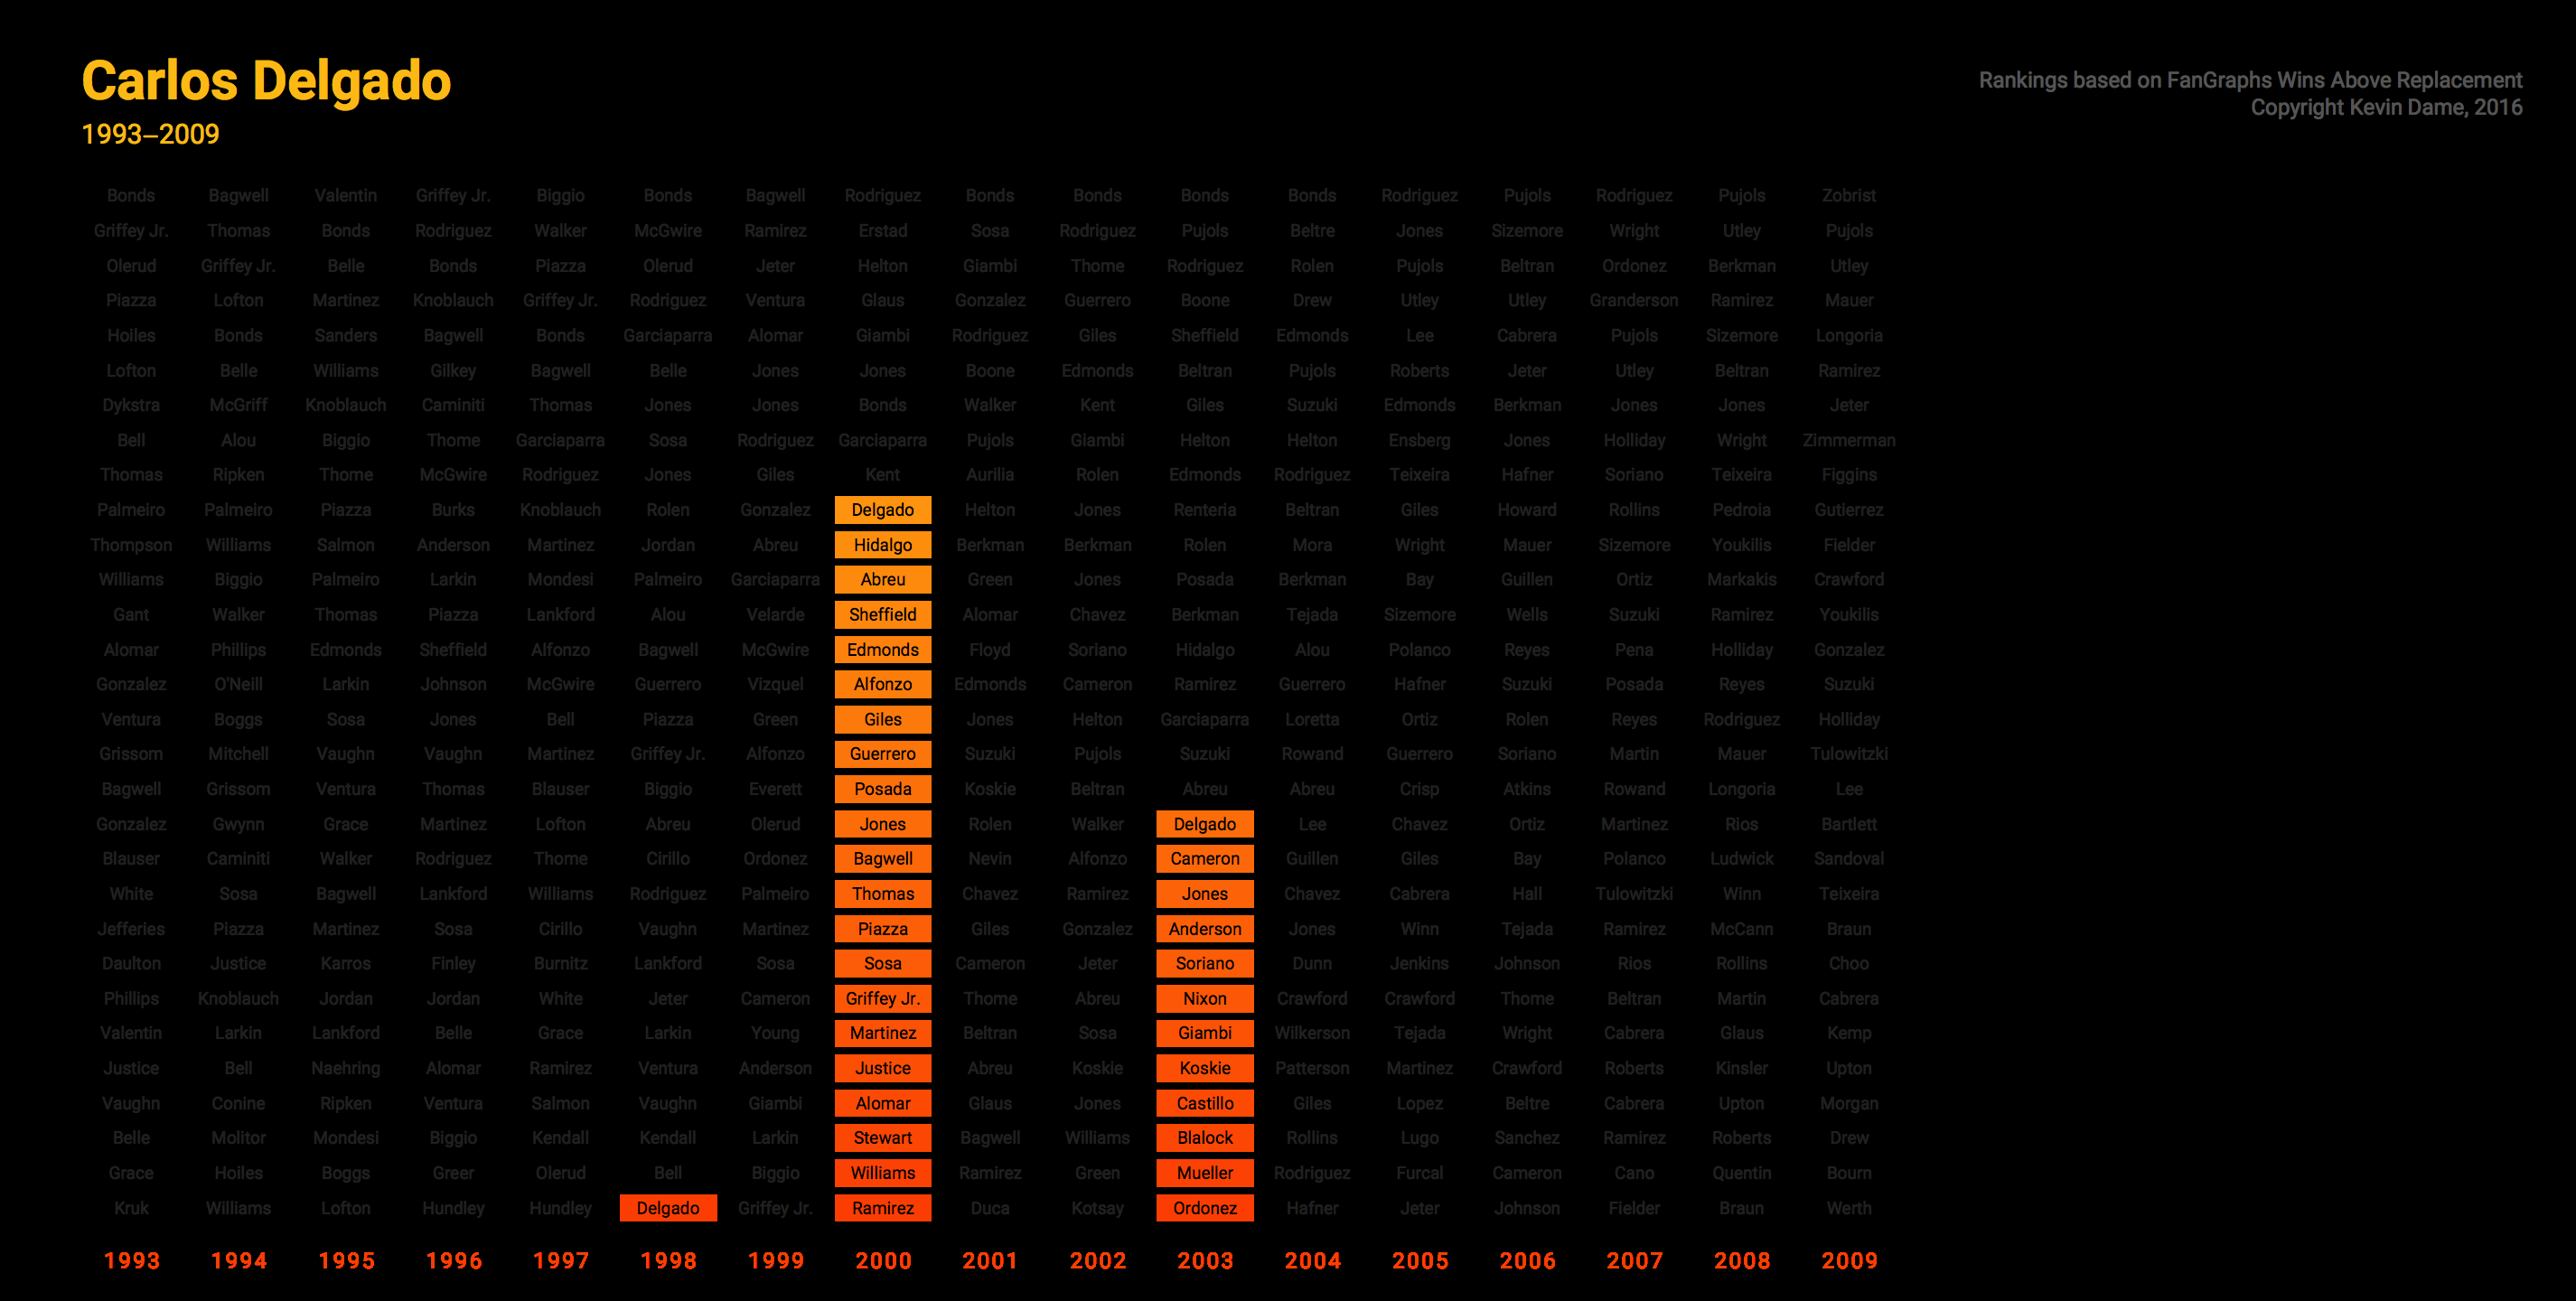 Carlos Delgado
1993–2009
Rankings based on FanGraphs Wins Above Replacement
Copyright Kevin Dame, 2016
Bonds Bagwell Valentin Griffey Jr. Biggio Bonds Bagwell Rodriguez Bonds Bonds Bonds Bonds Rodriguez Pujols Rodriguez Pujols Zobrist
Griffey Jr. Thomas Bonds Rodriguez Walker McGwire Ramirez Erstad Sosa Rodriguez Pujols Beltre Jones Sizemore Wright Utley Pujols
Olerud Griffey Jr. Belle Bonds Piazza Olerud Jeter Helton Giambi Thome Rodriguez Rolen Pujols Beltran Ordonez Berkman Utley
Piazza Lofton Martinez Knoblauch Griffey Jr. Rodriguez Ventura Glaus Gonzalez Guerrero Boone Drew Utley Utley Granderson Ramirez Mauer
Hoiles Bonds Sanders Bagwell Bonds Garciaparra Alomar Giambi Rodriguez Giles Sheffield Edmonds Lee Cabrera Pujols Sizemore Longoria
Lofton Belle Williams Gilkey Bagwell Belle Jones Jones Boone Edmonds Beltran Pujols Roberts Jeter Utley Beltran Ramirez
Dykstra McGriff Knoblauch Caminiti Thomas Jones Jones Bonds Walker Kent Giles Suzuki Edmonds Berkman Jones Jones Jeter
Bell Alou Biggio Thome Garciaparra Sosa Rodriguez Garciaparra Pujols Giambi Helton Helton Ensberg Jones Holliday Wright Zimmerman
Thomas Ripken Thome McGwire Rodriguez Jones Giles Kent Aurilia Rolen Edmonds Rodriguez Teixeira Hafner Soriano Teixeira Figgins
Palmeiro Palmeiro Piazza Burks Knoblauch Rolen Gonzalez Delgado Helton Jones Renteria Beltran Giles Howard Rollins Pedroia Gutierrez
Thompson Williams Salmon Anderson Martinez Jordan Abreu Hidalgo Berkman Berkman Rolen Mora Wright Mauer Sizemore Youkilis Fielder
Williams Biggio Palmeiro Larkin Mondesi Palmeiro Garciaparra Abreu Green Jones Posada Berkman Bay Guillen Ortiz Markakis Crawford
Gant Walker Thomas Piazza Lankford Alou Velarde Sheffield Alomar Chavez Berkman Tejada Sizemore Wells Suzuki Ramirez Youkilis
Alomar Phillips Edmonds Sheffield Alfonzo Bagwell McGwire Edmonds Floyd Soriano Hidalgo Alou Polanco Reyes Pena Holliday Gonzalez
Gonzalez O'Neill Larkin Johnson McGwire Guerrero Vizquel Alfonzo Edmonds Cameron Ramirez Guerrero Hafner Suzuki Posada Reyes Suzuki
Ventura Boggs Sosa Jones Bell Piazza Green Giles Jones Helton Garciaparra Loretta Ortiz Rolen Reyes Rodriguez Holliday
Grissom Mitchell Vaughn Vaughn Martinez Griffey Jr. Alfonzo Guerrero Suzuki Pujols Suzuki Rowand Guerrero Soriano Martin Mauer Tulowitzki
Bagwell Grissom Ventura Thomas Blauser Biggio Everett Posada Koskie Beltran Abreu Abreu Crisp Atkins Rowand Longoria Lee
Gonzalez Gwynn Grace Martinez Lofton Abreu Olerud Jones Rolen Walker Delgado Lee Chavez Ortiz Martinez Rios Bartlett
Blauser Caminiti Walker Rodriguez Thome Cirillo Ordonez Bagwell Nevin Alfonzo Cameron Guillen Giles Bay Polanco Ludwick Sandoval
White Sosa Bagwell Lankford Williams Rodriguez Palmeiro Thomas Chavez Ramirez Jones Chavez Cabrera Hall Tulowitzki Winn Teixeira
Jefferies Piazza Martinez Sosa Cirillo Vaughn Martinez Piazza Giles Gonzalez Anderson Jones Winn Tejada Ramirez McCann Braun
Daulton Justice Karros Finley Burnitz Lankford Sosa Sosa Cameron Jeter Soriano Dunn Jenkins Johnson Rios Rollins Choo
Phillips Knoblauch Jordan Jordan White Jeter Cameron Griffey Jr. Thome Abreu Nixon Crawford Crawford Thome Beltran Martin Cabrera
Valentin Larkin Lankford Belle Grace Larkin Young Martinez Beltran Sosa Giambi Wilkerson Tejada Wright Cabrera Glaus Kemp
Justice Bell Naehring Alomar Ramirez Ventura Anderson Justice Abreu Koskie Koskie Patterson Martinez Crawford Roberts Kinsler Upton
Vaughn Conine Ripken Ventura Salmon Vaughn Giambi Alomar Glaus Jones Castillo Giles Lopez Beltre Cabrera Upton Morgan
Belle Molitor Mondesi Biggio Kendall Kendall Larkin Stewart Bagwell Williams Blalock Rollins Lugo Sanchez Ramirez Roberts Drew
Grace Hoiles Boggs Greer Olerud Bell Biggio Williams Ramirez Green Mueller Rodriguez Furcal Cameron Cano Quentin Bourn
Kruk Williams Lofton Hundley Hundley Delgado Griffey Jr. Ramirez Duca Kotsay Ordonez Hafner Jeter Johnson Fielder Braun Werth
1993 1994 1995 1996 1997 1998 1999 2000 2001 2002 2003 2004 2005 2006 2007 2008 2009